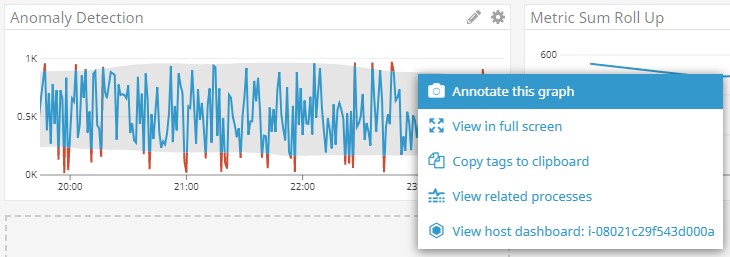 Anomaly Detection
Metric Sum Roll Up
1K
0.5K
0K
20:00
21:00
22:00
23
600
Annotate this graph
View in full screen
Copy tags to clipboard
View related processes
View host dashboard: i-08021c29f543d000a